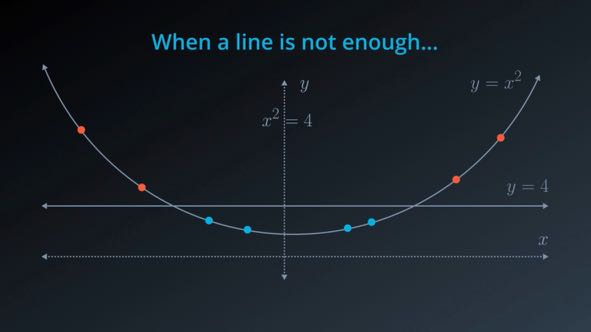 When a line is not enough...
y
y = x²
x² = 4
y = 4
x